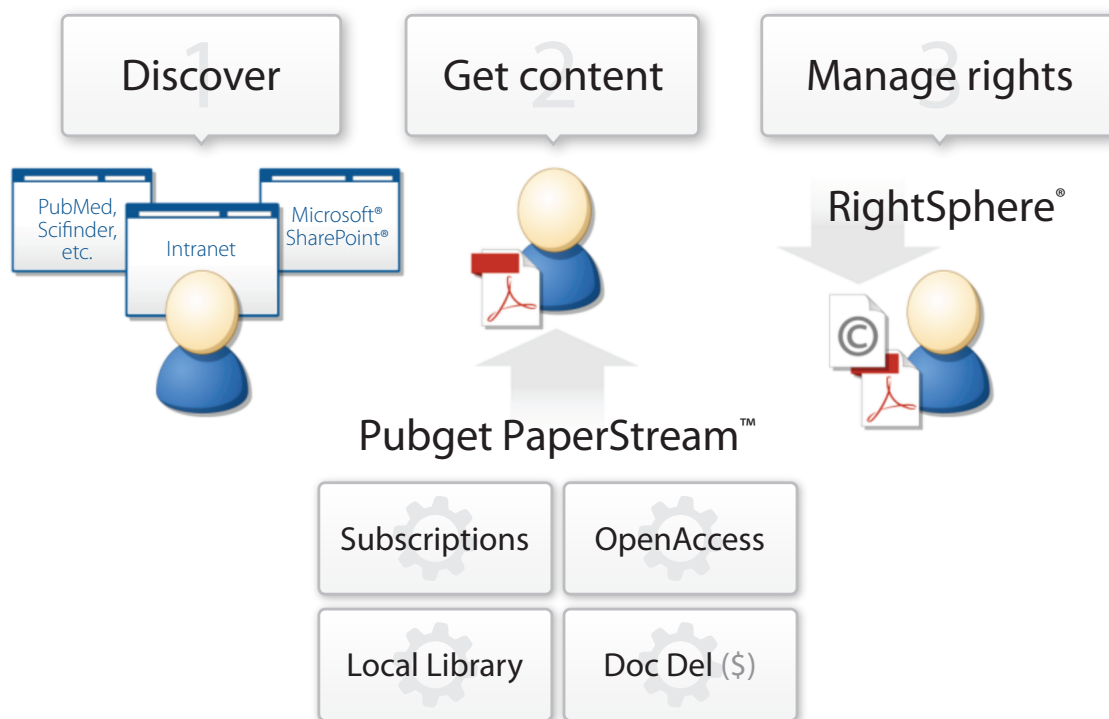 1
Discover
2
Get content
3
Manage rights
PubMed,
Scifinder,
etc.
Intranet
Microsoft®
SharePoint®
RightSphere®
©
Pubget PaperStream™
Subscriptions
OpenAccess
Local Library
Doc Del ($)